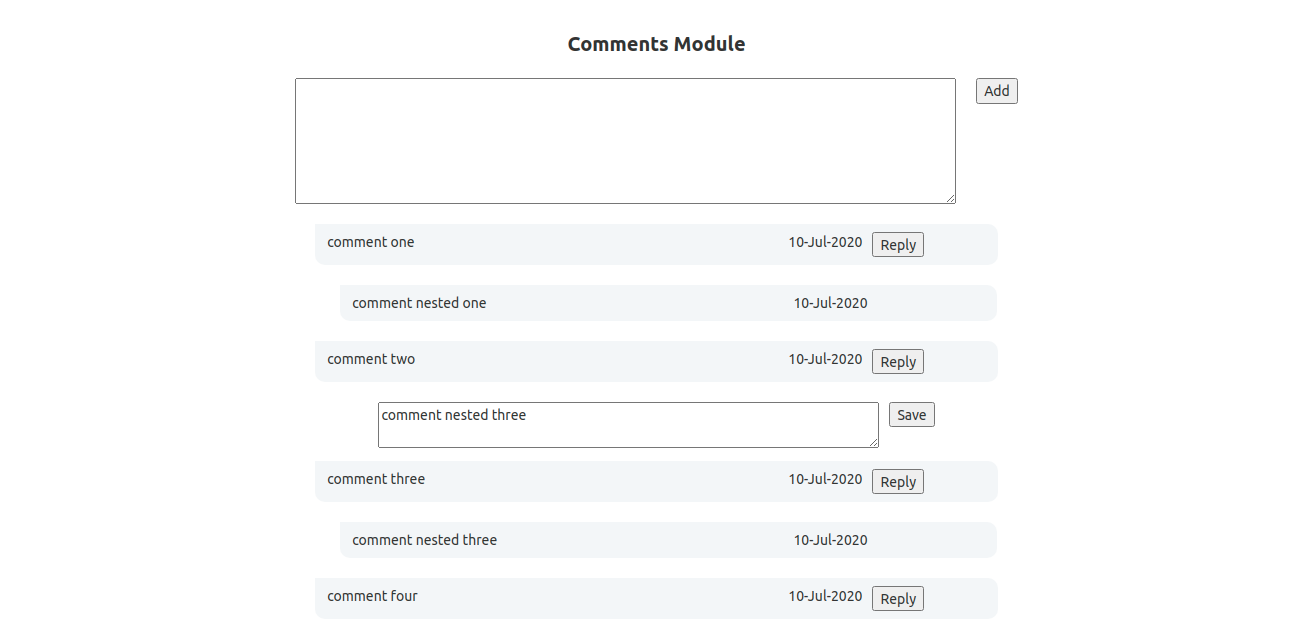 Comments Module
Add
comment one 10-Jul-2020 Reply
comment nested one 10-Jul-2020
comment two 10-Jul-2020 Reply
comment nested three Save
comment three 10-Jul-2020 Reply
comment nested three 10-Jul-2020
comment four 10-Jul-2020 Reply